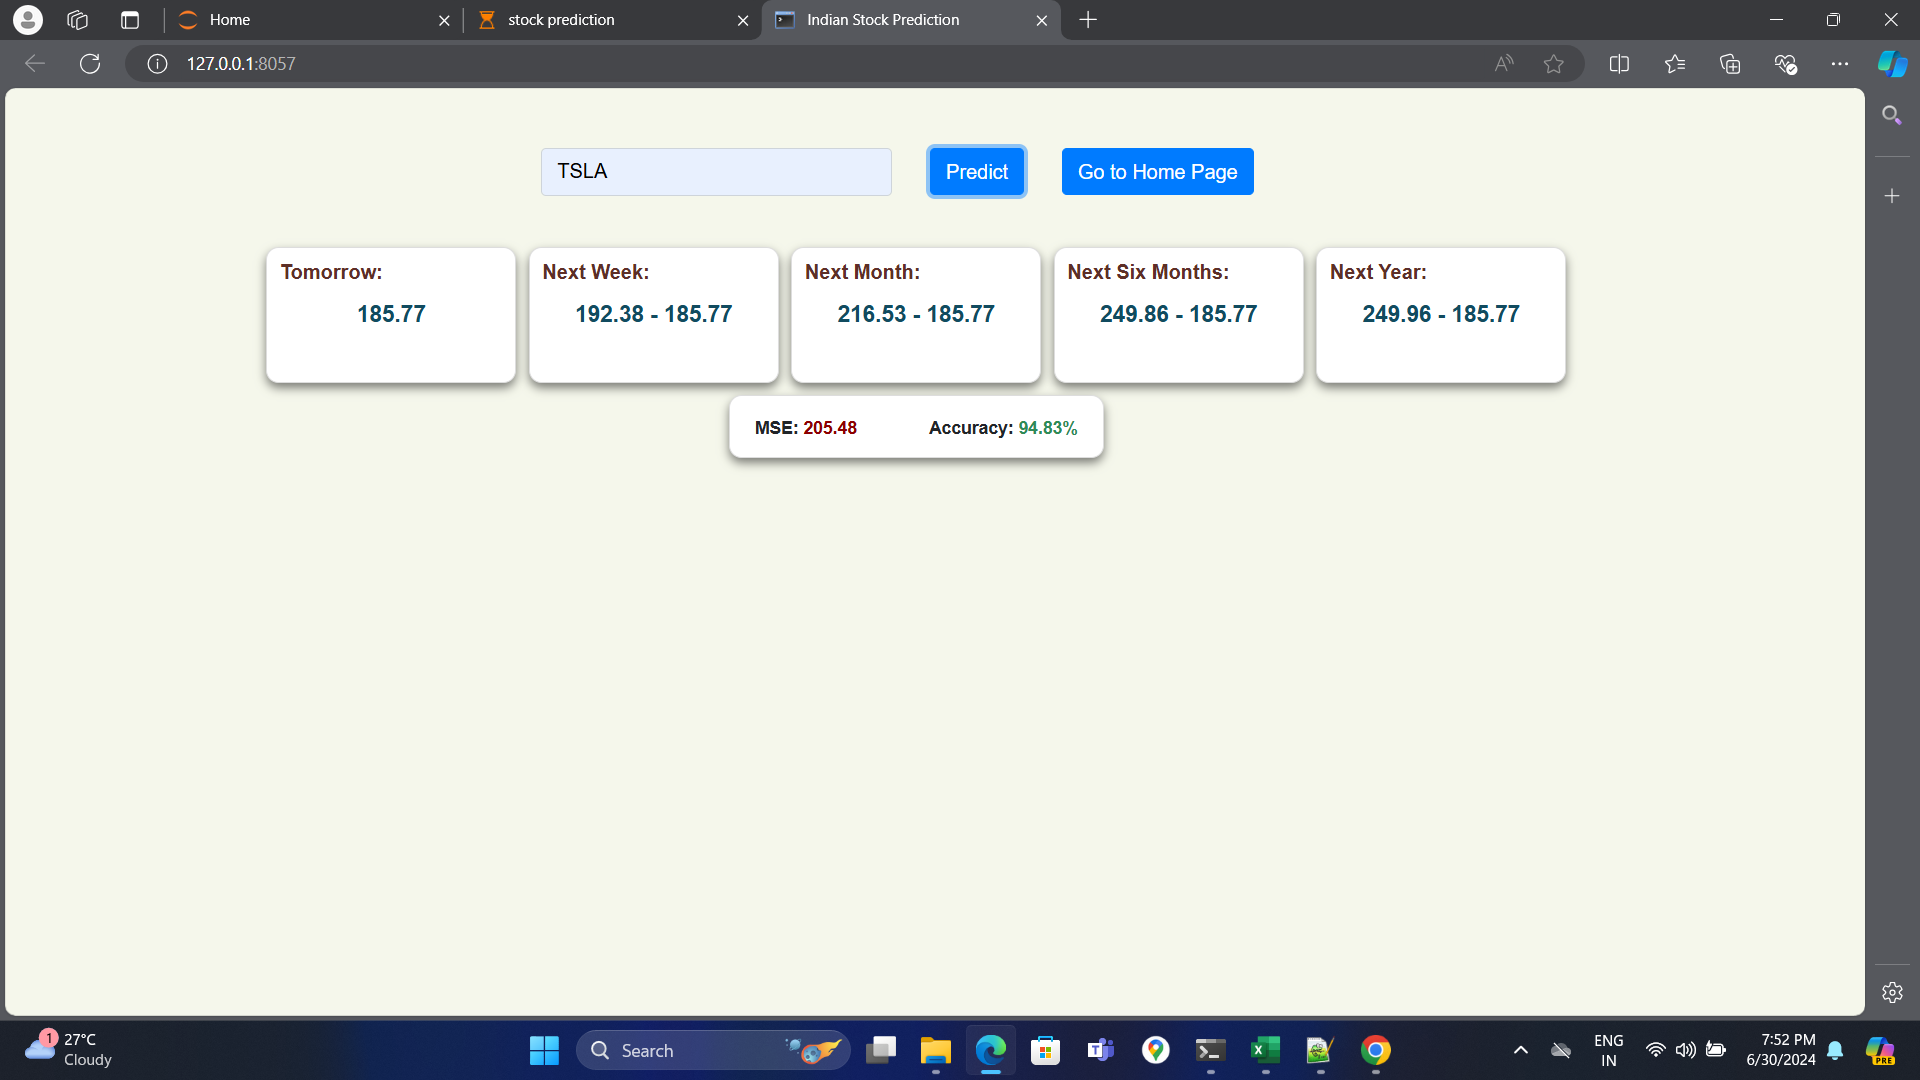 Home
stock prediction
Indian Stock Prediction
127.0.0.1:8057
TSLA
Predict
Go to Home Page
Tomorrow:
185.77
Next Week:
192.38 - 185.77
Next Month:
216.53 - 185.77
Next Six Months:
249.86 - 185.77
Next Year:
249.96 - 185.77
MSE: 205.48
Accuracy: 94.83%
1
27°C
Cloudy
Search
ENG
IN
7:52 PM
6/30/2024
PRE